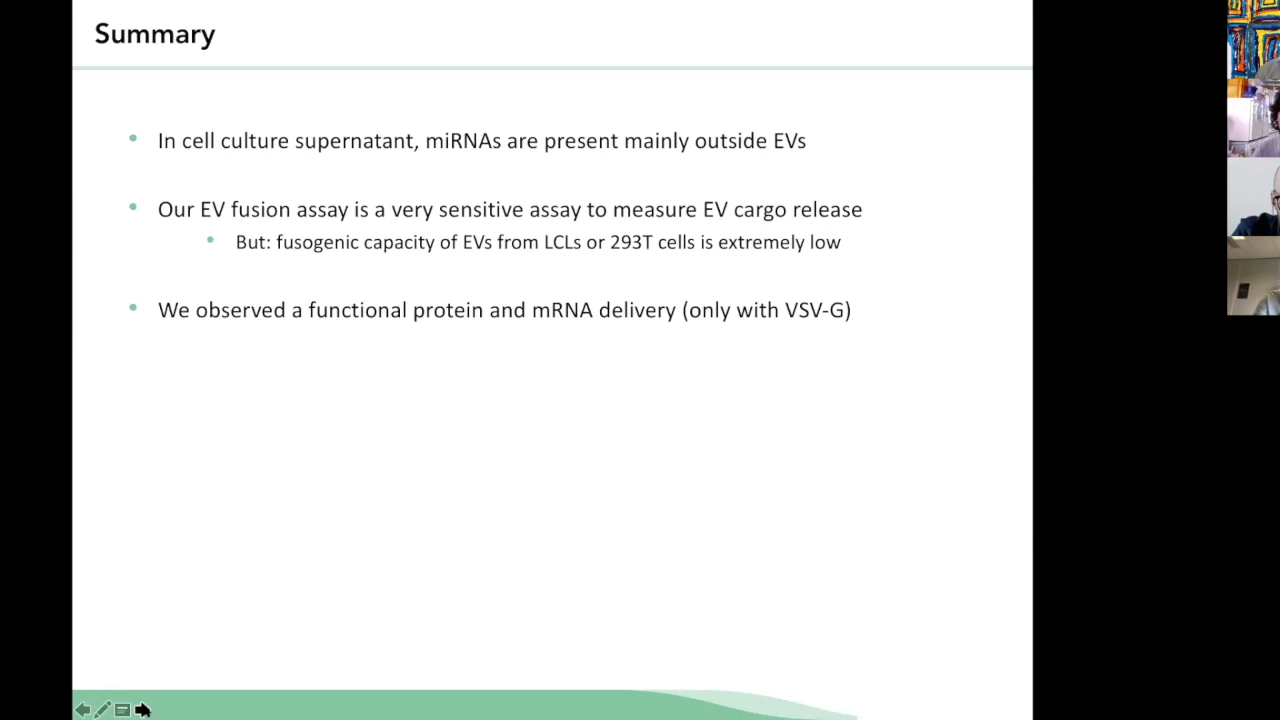 Summary
• In cell culture supernatant, miRNAs are present mainly outside EVs
• Our EV fusion assay is a very sensitive assay to measure EV cargo release
• But: fusogenic capacity of EVs from LCLs or 293T cells is extremely low
• We observed a functional protein and mRNA delivery (only with VSV-G)